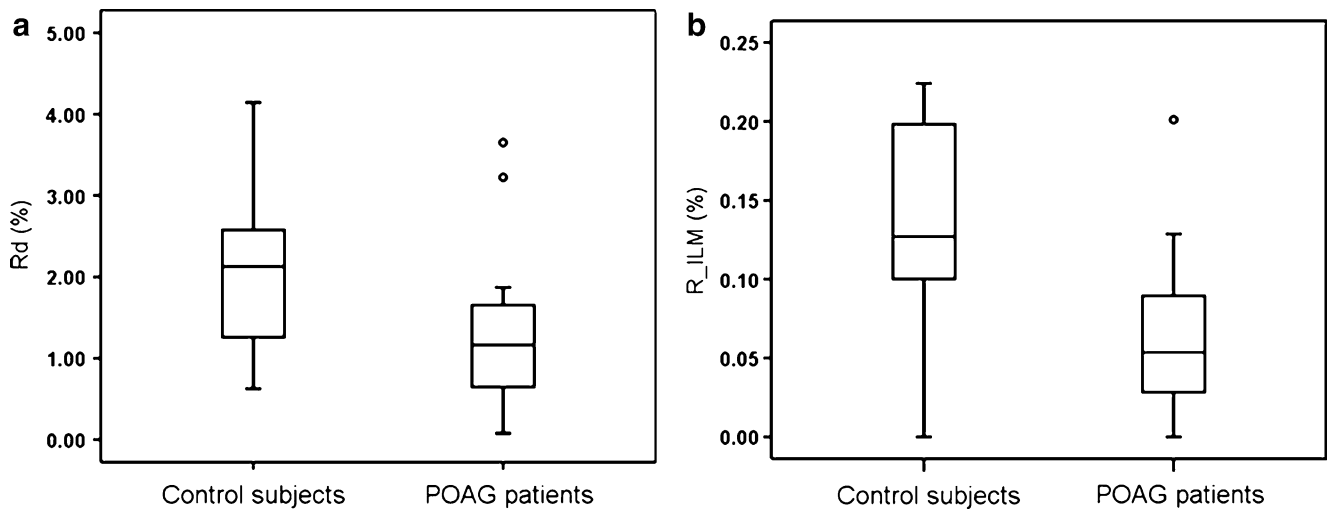 a
5.00
4.00
3.00
2.00
1.00
0.00
Rd (%)
Control subjects
POAG patients
b
0.25
0.20
0.15
0.10
0.05
0.00
R_ILM (%)
Control subjects
POAG patients